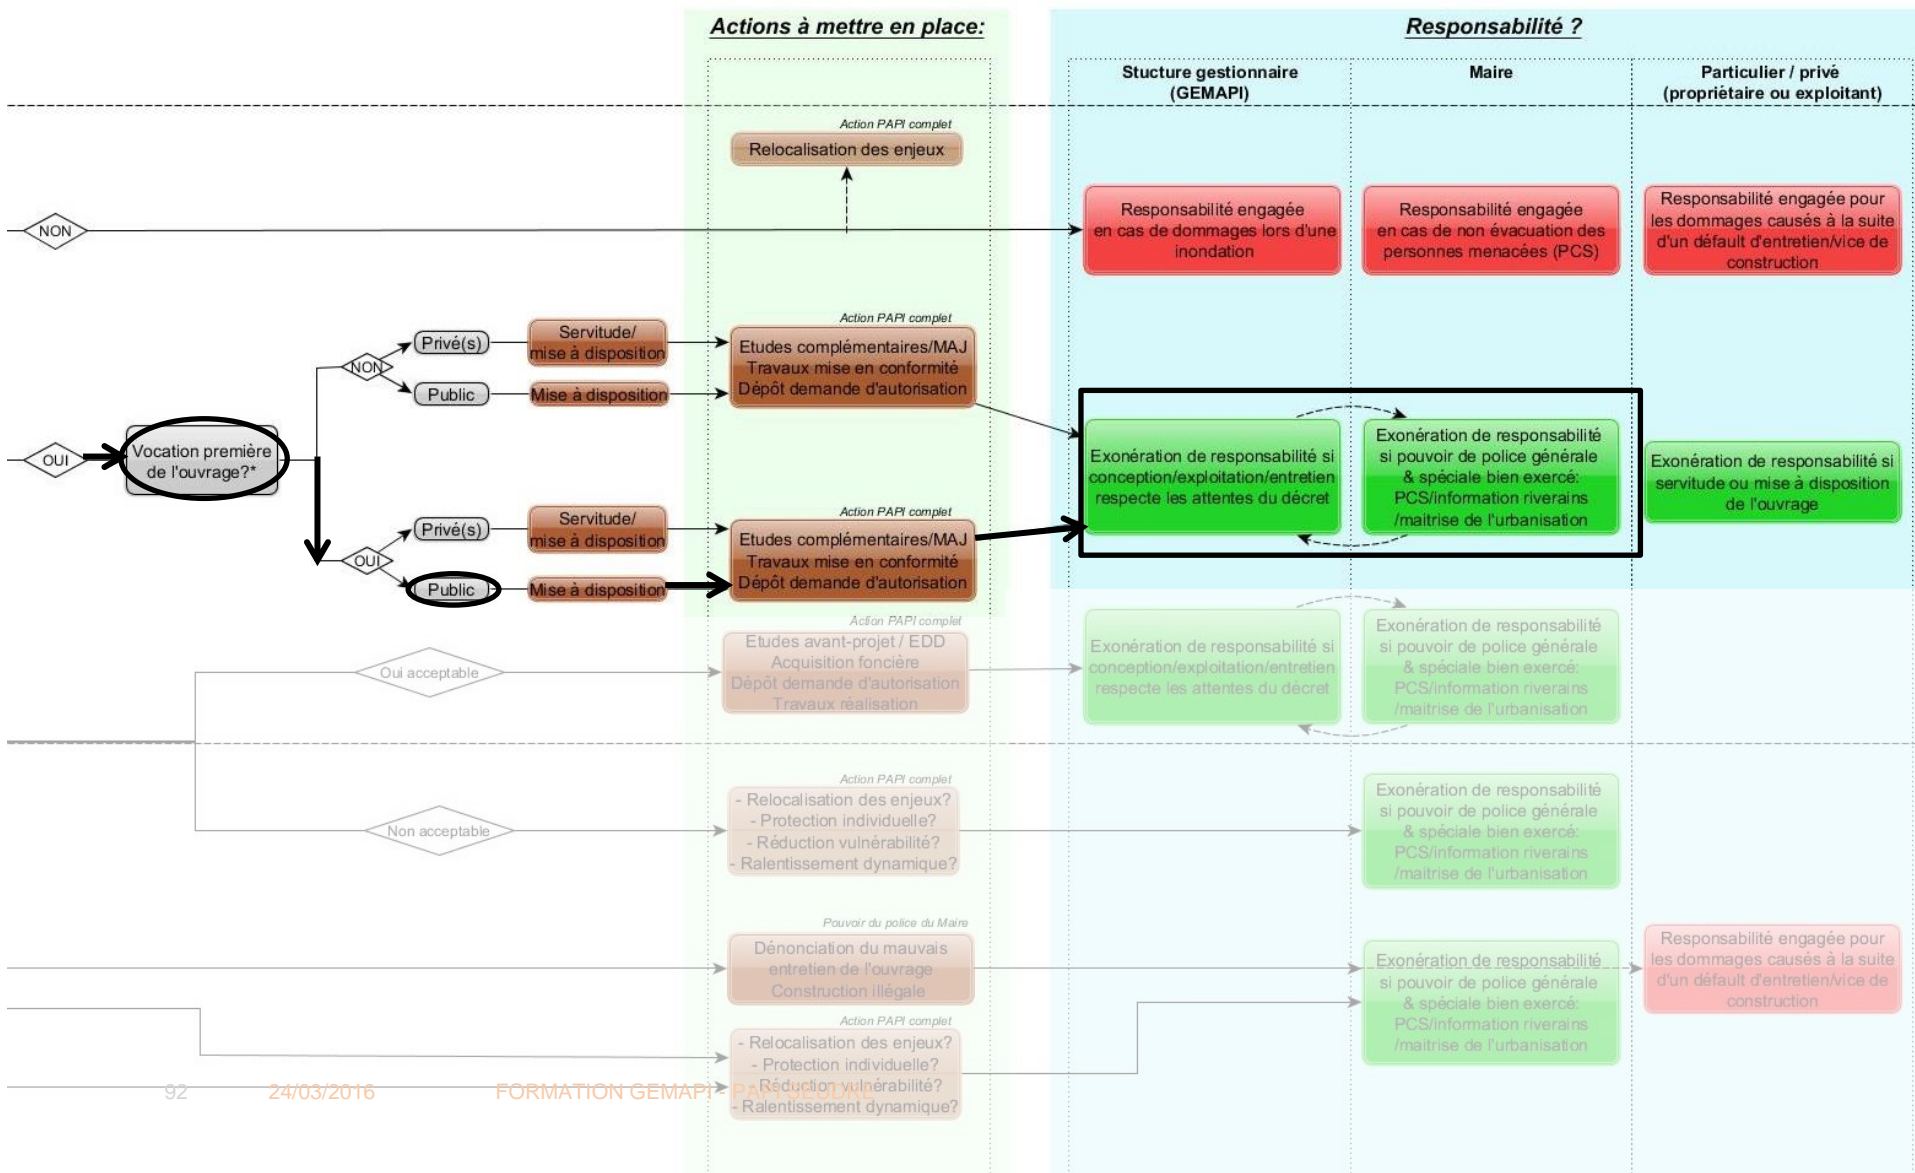 Actions à mettre en place:
Responsabilité ?
Stucture gestionnaire
(GEMAPI)
Maire
Particulier / privé
(propriétaire ou exploitant)
Action PAPI complet
Relocalisation des enjeux
NON
Responsabilité engagée
en cas de dommages lors d'une
inondation
Responsabilité engagée
en cas de non évacuation des
personnes menacées (PCS)
Responsabilité engagée pour
les dommages causés à la suite
d'un défault d'entretien/vice de
construction
OUI
Vocation première
de l'ouvrage?*
NON
Privé(s)
Servitude/
mise à disposition
Public
Mise à disposition
Action PAPI complet
Etudes complémentaires/MAJ
Travaux mise en conformité
Dépôt demande d'autorisation
OUI
Privé(s)
Servitude/
mise à disposition
Public
Mise à disposition
Action PAPI complet
Etudes complémentaires/MAJ
Travaux mise en conformité
Dépôt demande d'autorisation
Exonération de responsabilité si
conception/exploitation/entretien
respecte les attentes du décret
Exonération de responsabilité
si pouvoir de police générale
& spéciale bien exercé:
PCS/information riverains
/maitrise de l'urbanisation
Exonération de responsabilité si
servitude ou mise à disposition
de l'ouvrage
Oui acceptable
Action PAPI complet
Etudes avant-projet / EDD
Acquisition foncière
Dépôt demande d'autorisation
Travaux réalisation
Exonération de responsabilité si
conception/exploitation/entretien
respecte les attentes du décret
Exonération de responsabilité
si pouvoir de police générale
& spéciale bien exercé:
PCS/information riverains
/maitrise de l'urbanisation
Non acceptable
Action PAPI complet
- Relocalisation des enjeux?
- Protection individuelle?
- Réduction vulnérabilité?
- Ralentissement dynamique?
Exonération de responsabilité
si pouvoir de police générale
& spéciale bien exercé:
PCS/information riverains
/maitrise de l'urbanisation
Pouvoir du police du Maire
Dénonciation du mauvais
entretien de l'ouvrage
Construction illégale
Exonération de responsabilité
si pouvoir de police générale
& spéciale bien exercé:
PCS/information riverains
/maitrise de l'urbanisation
Responsabilité engagée pour
les dommages causés à la suite
d'un défault d'entretien/vice de
construction
Action PAPI complet
- Relocalisation des enjeux?
- Protection individuelle?
- Réduction vulnérabilité?
- Ralentissement dynamique?
92
24/03/2016
FORMATION GEMAPI - PAPI SEUDRE